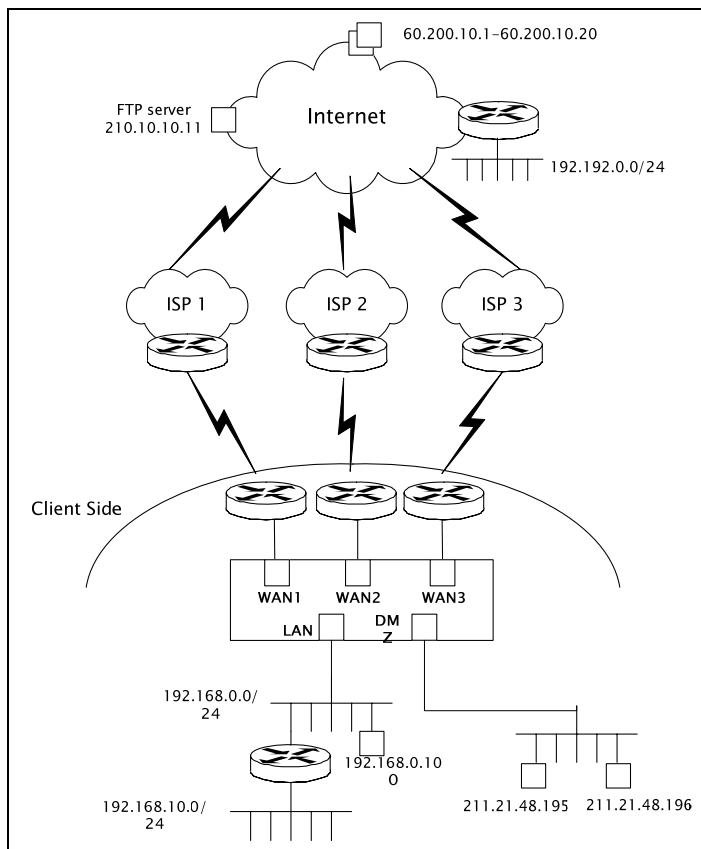 60.200.10.1–60.200.10.20
FTP server
210.10.10.11
Internet
192.192.0.0/24
ISP 1
ISP 2
ISP 3
Client Side
WAN1
WAN2
WAN3
LAN
DM
Z
192.168.0.0/
24
192.168.0.10
0
192.168.10.0/
24
211.21.48.195
211.21.48.196